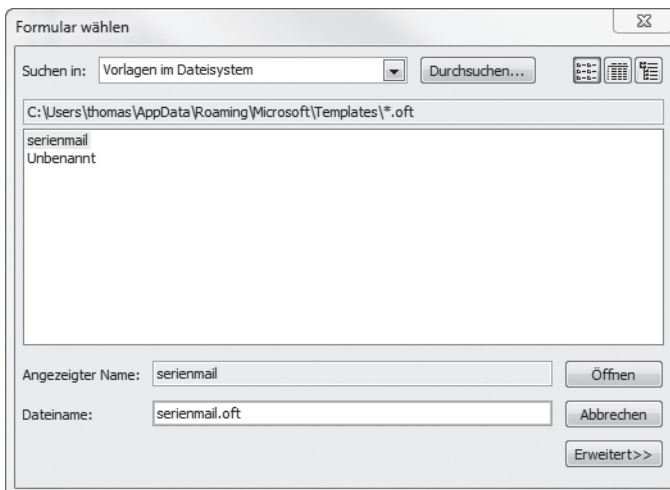 Formular wählen
Suchen in: Vorlagen im Dateisystem Durchsuchen...
C:\Users\thomas\AppData\Roaming\Microsoft\Templates\*.oft
serienmail
Unbenannt
Angezeigter Name: serienmail Öffnen
Dateiname: serienmail.oft Abbrechen
Erweitert>>